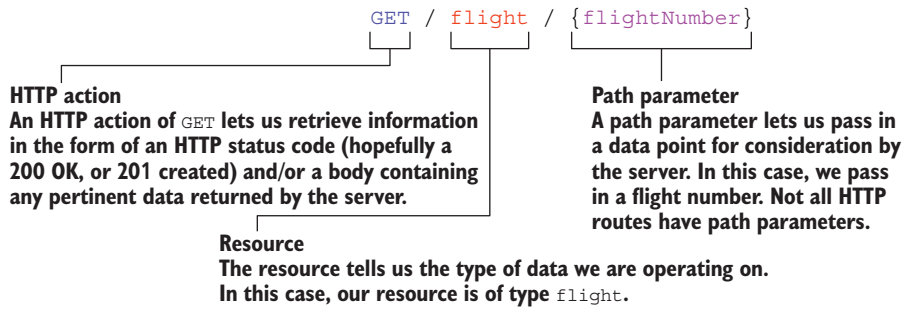 GET / flight / {flightNumber}
HTTP action
An HTTP action of GET lets us retrieve information
in the form of an HTTP status code (hopefully a
200 OK, or 201 created) and/or a body containing
any pertinent data returned by the server.
Path parameter
A path parameter lets us pass in
a data point for consideration by
the server. In this case, we pass
in a flight number. Not all HTTP
routes have path parameters.
Resource
The resource tells us the type of data we are operating on.
In this case, our resource is of type flight.